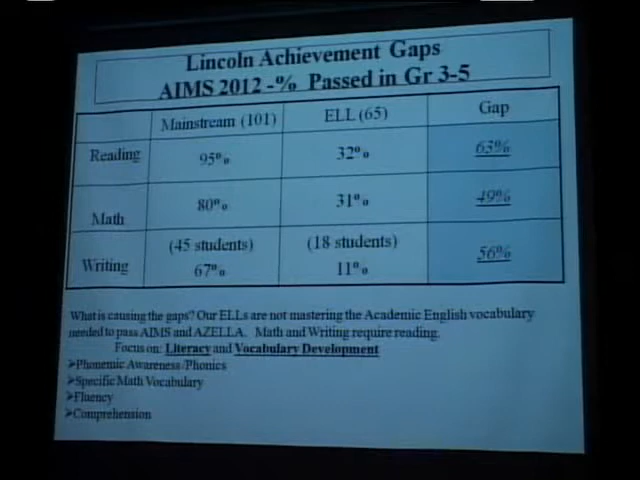 Lincoln Achievement Gaps
AIMS 2012 -% Passed in Gr 3-5
Mainstream (101) ELL (65) Gap
Reading 95% 32% 63%
Math 80% 31% 49%
Writing (45 students) 67% (18 students) 11% 56%
What is causing the gaps? Our ELLs are not mastering the Academic English vocabulary
needed to pass AIMS and AZELLA. Math and Writing require reading.
Focus on: Literacy and Vocabulary Development
➢Phonemic Awareness/Phonics
➢Specific Math Vocabulary
➢Fluency
➢Comprehension